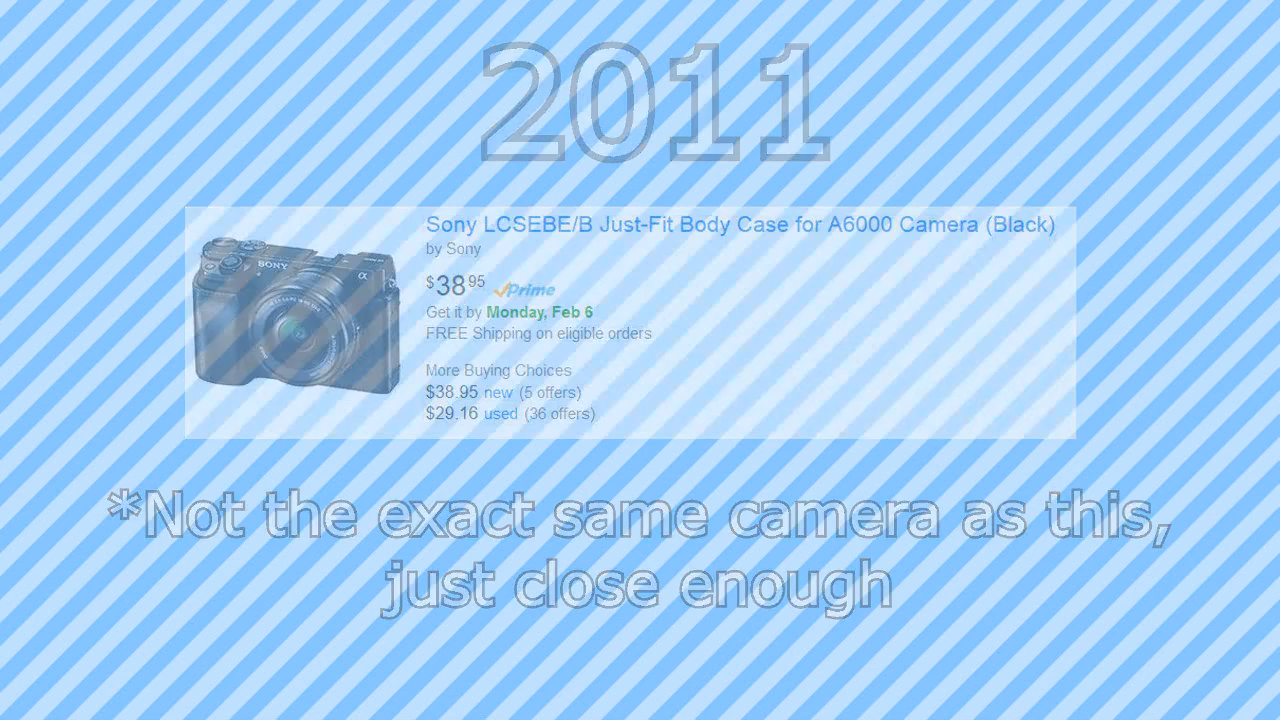 2011
Sony LCSEBE/B Just-Fit Body Case for A6000 Camera (Black)
by Sony
$38 95 Prime
Get it by Monday, Feb 6
FREE Shipping on eligible orders
More Buying Choices
$38.95 new (5 offers)
$29.16 used (36 offers)
SONY
α
*Not the exact same camera as this,
just close enough